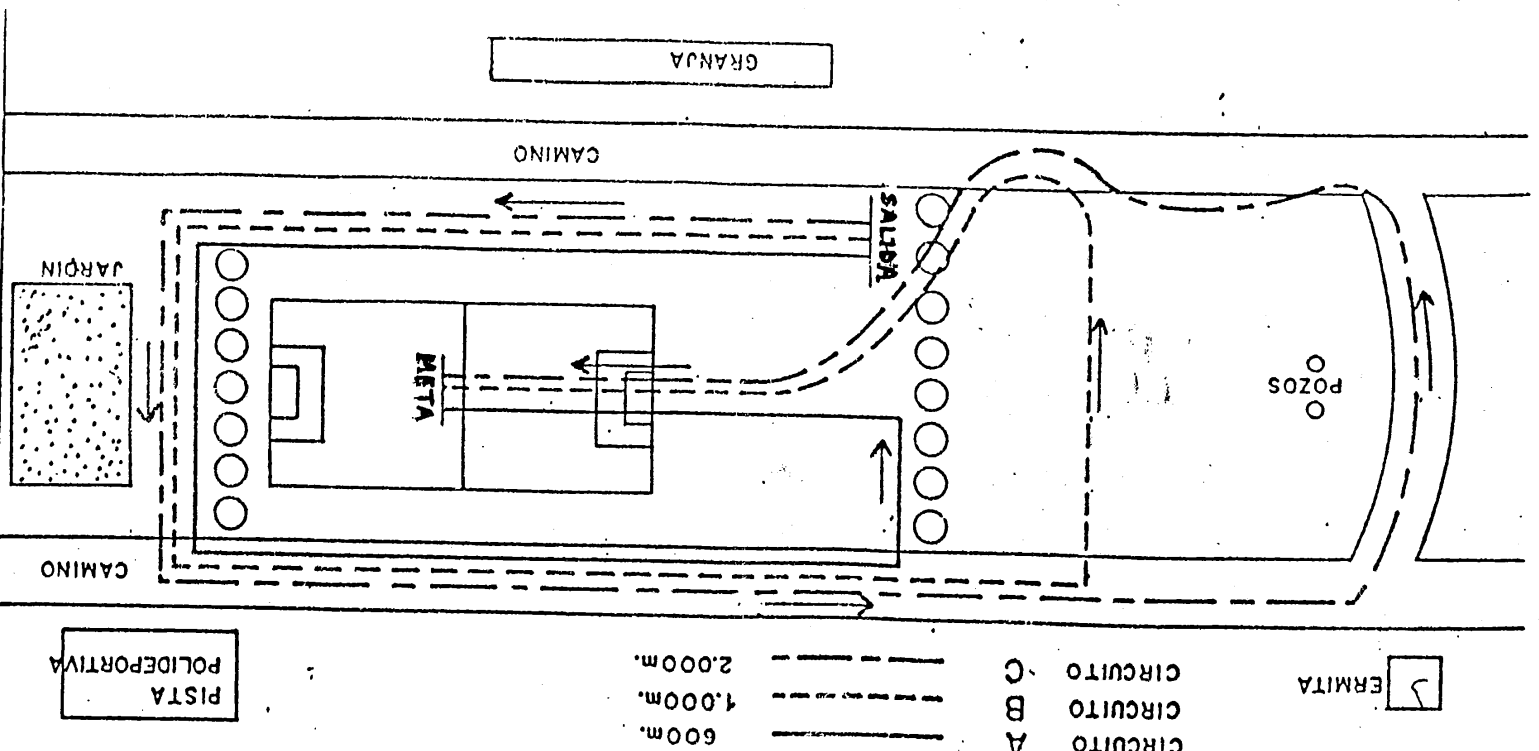 CIRCUITO A 600m.
CIRCUITO B 1.000m.
CIRCUITO C 2.000m.
ERMITA
PISTA
POLIDEPORTIVA
CAMINO
POZOS
META
JARDIN
SALIDA
CAMINO
GRANJA